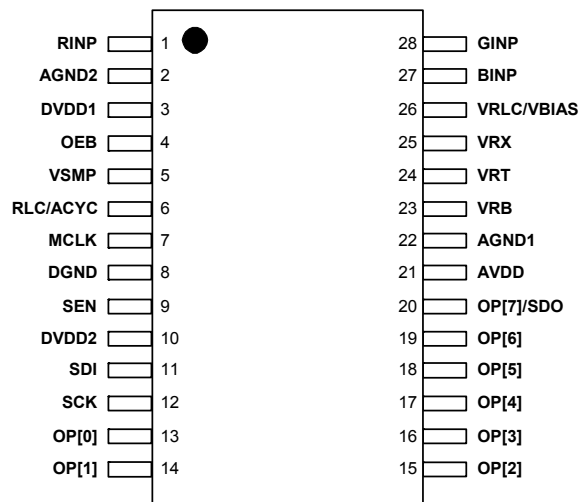 RINP 1 28 GINP
AGND2 2 27 BINP
DVDD1 3 26 VRLC/VBIAS
OEB 4 25 VRX
VSMP 5 24 VRT
RLC/ACYC 6 23 VRB
MCLK 7 22 AGND1
DGND 8 21 AVDD
SEN 9 20 OP[7]/SDO
DVDD2 10 19 OP[6]
SDI 11 18 OP[5]
SCK 12 17 OP[4]
OP[0] 13 16 OP[3]
OP[1] 14 15 OP[2]